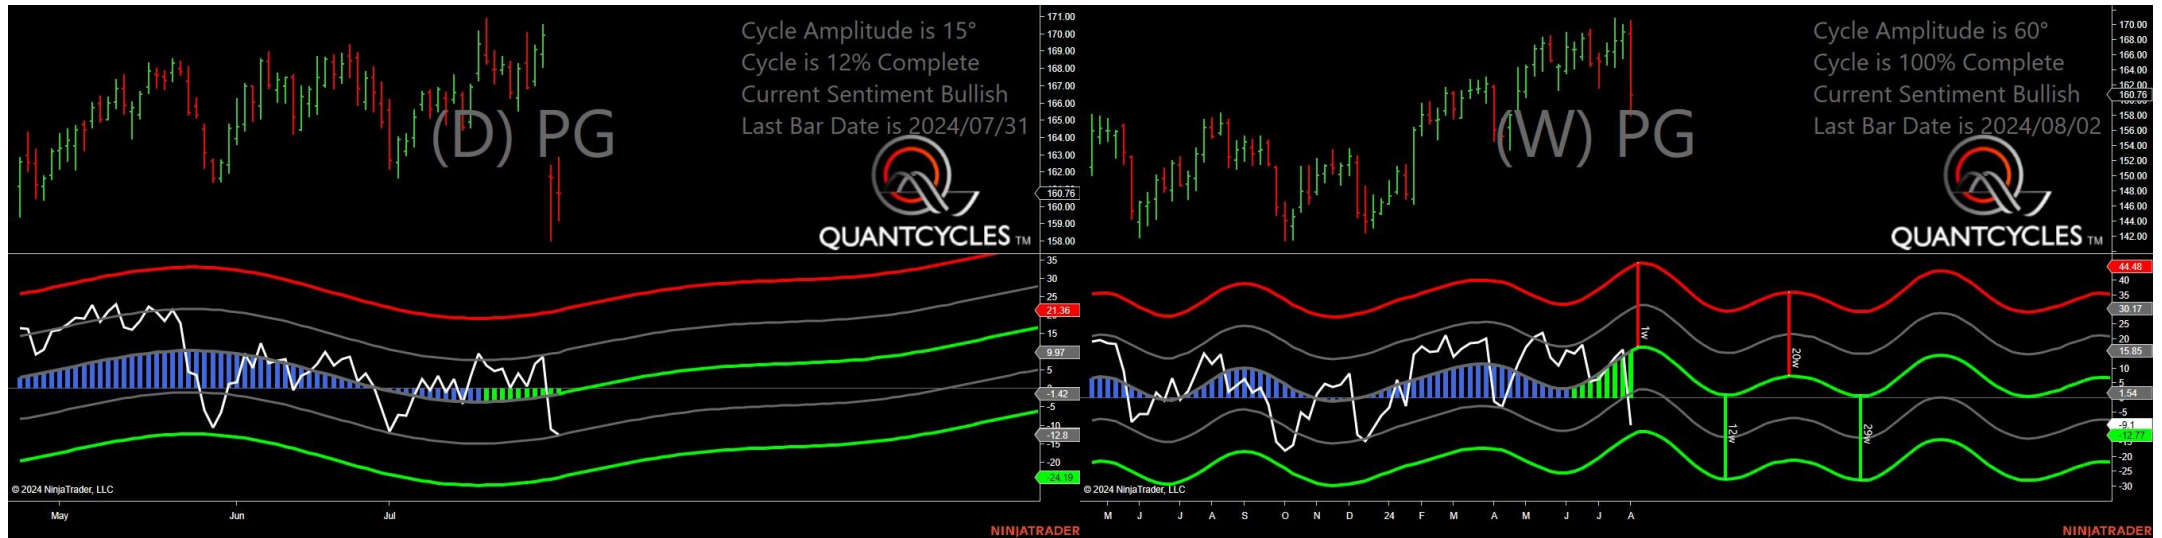 Cycle Amplitude is 15°
Cycle is 12% Complete
Current Sentiment Bullish
Last Bar Date is 2024/07/31
(D) PG
QUANTCYCLES TM
171.00
170.00
169.00
168.00
167.00
166.00
165.00
164.00
163.00
162.00
160.76
160.00
159.00
158.00
35
30
25
21.36
15
9.97
5
-1.42
-5
-10
-12.8
-15
-20
-24.19
© 2024 NinjaTrader, LLC
May Jun Jul
NINJATRADER
Cycle Amplitude is 60°
Cycle is 100% Complete
Current Sentiment Bullish
Last Bar Date is 2024/08/02
(W) PG
QUANTCYCLES TM
170.00
168.00
166.00
164.00
162.00
160.76
158.00
156.00
154.00
152.00
150.00
148.00
146.00
144.00
142.00
44.48
40
35
30.17
25
20
15.85
10
5
1.54
-5
-9.1
-12.77
-15
-20
-25
-30
1w
20w
12w
29w
© 2024 NinjaTrader, LLC
M J J A S O N D 24 F M A M J J A
NINJATRADER